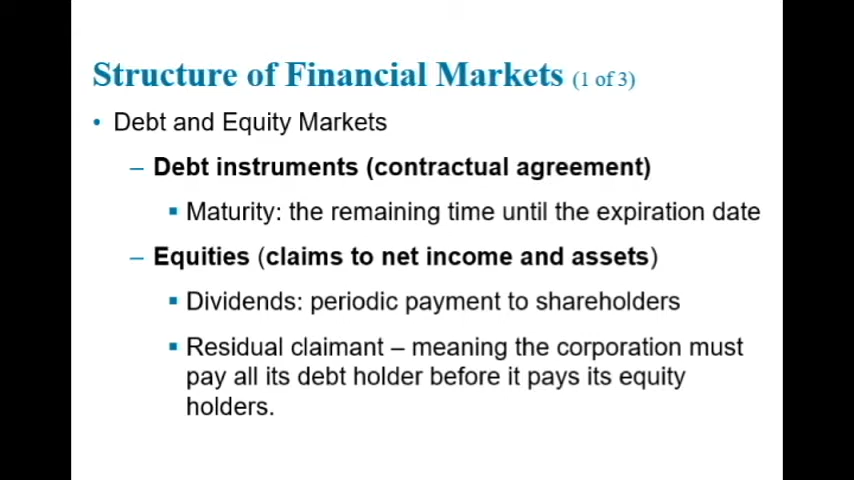 Structure of Financial Markets (1 of 3)
• Debt and Equity Markets
– Debt instruments (contractual agreement)
▪ Maturity: the remaining time until the expiration date
– Equities (claims to net income and assets)
▪ Dividends: periodic payment to shareholders
▪ Residual claimant – meaning the corporation must
pay all its debt holder before it pays its equity
holders.